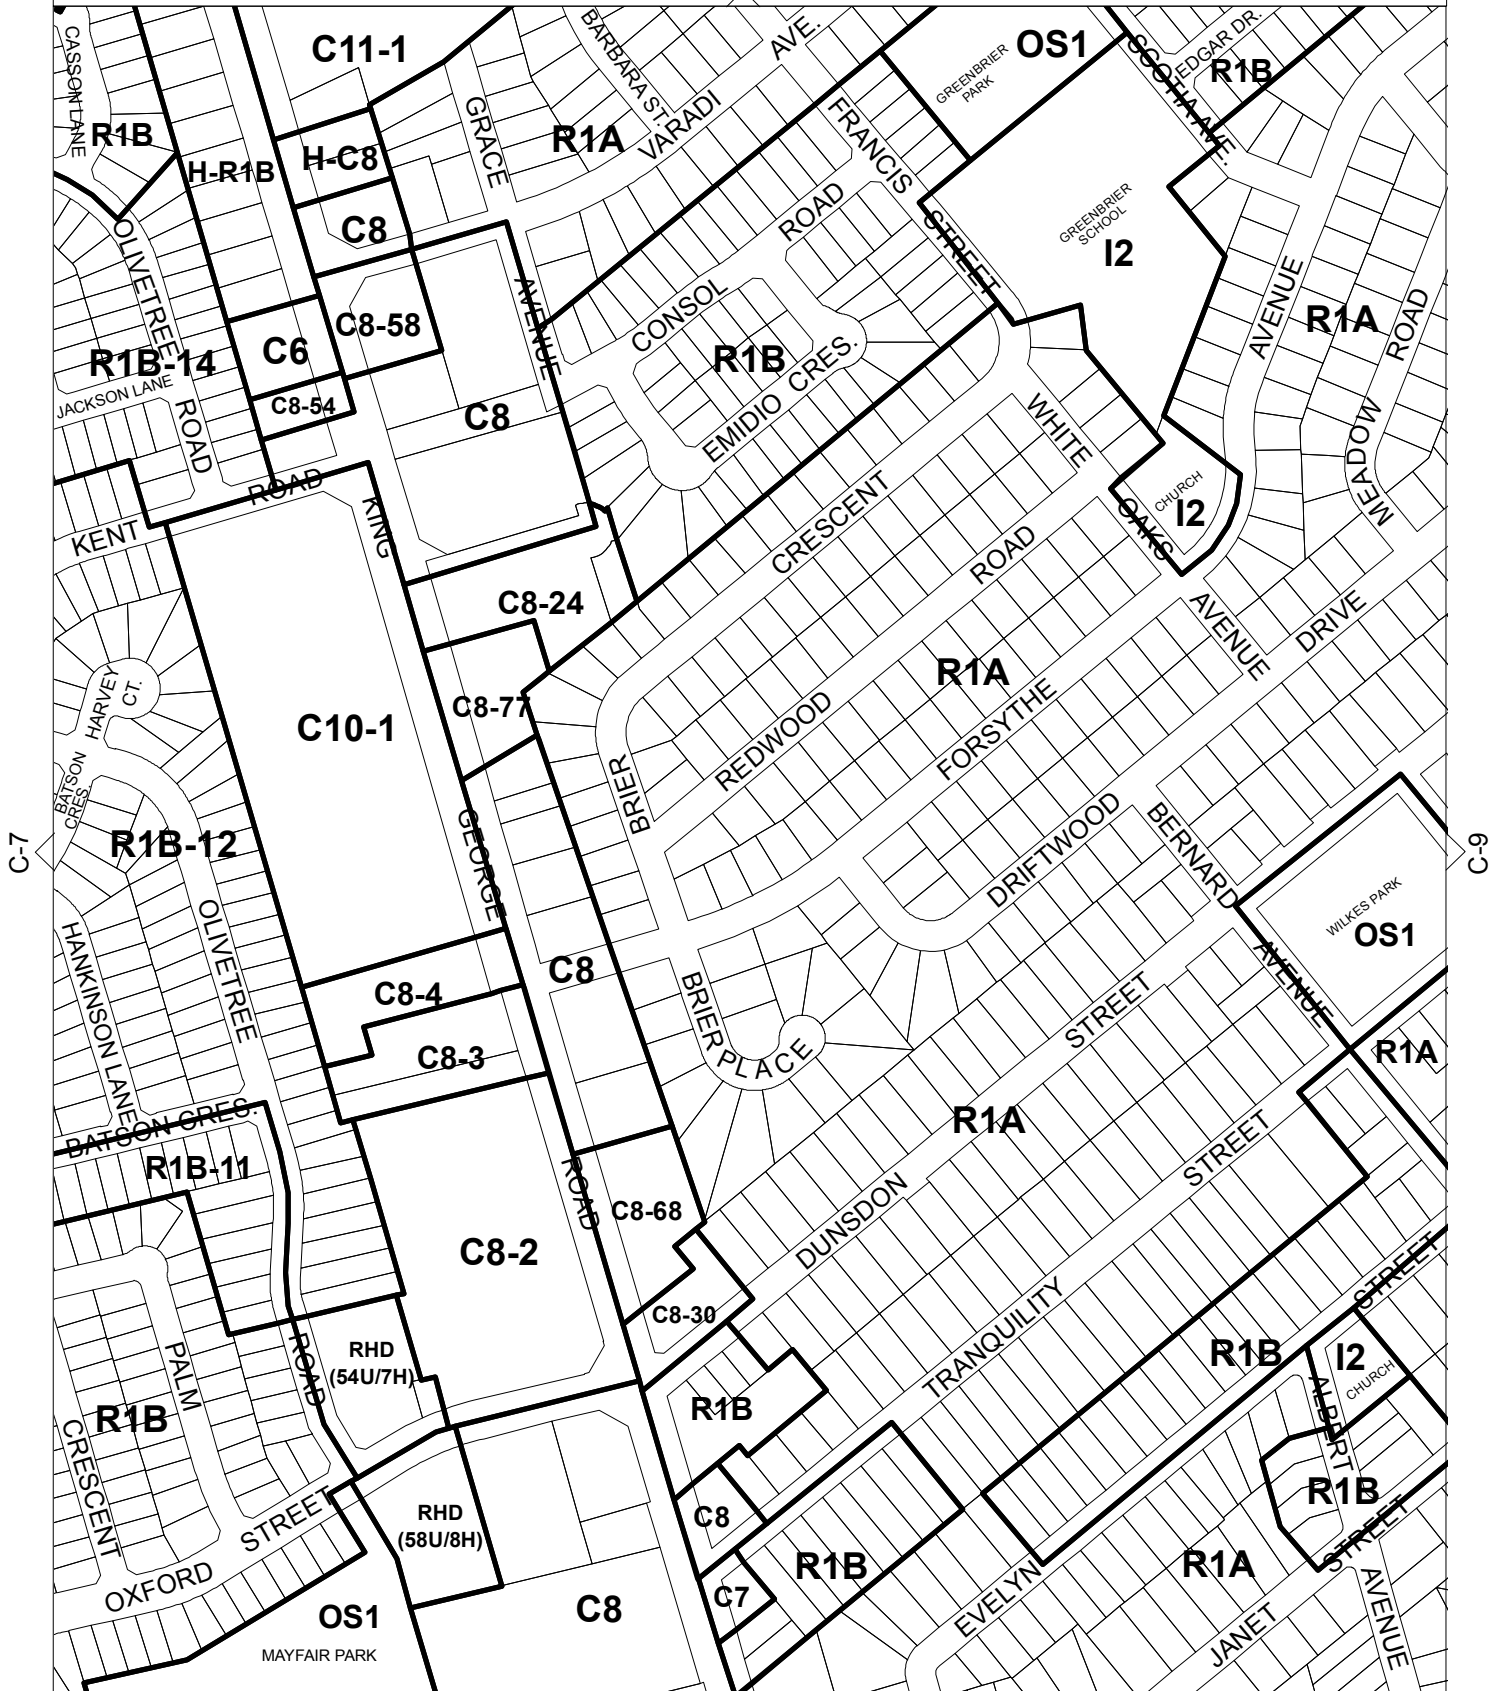 C11-1
OS1
GREENBRIER
PARK
EDGAR DR.
R1B
SCOTIA AVE.
CASSON LANE
BARBARA ST.
VARADI
AVE.
GRACE
R1A
R1B
H-R1B
H-C8
FRANCIS
STREET
GREENBRIER
SCHOOL
I2
C8
CONSOL
ROAD
OLIVETREE
ROAD
AVENUE
AVENUE
R1A
ROAD
C8-58
C6
R1B-14
JACKSON LANE
C8-54
R1B
EMIDIO CRES.
C8
WHITE
OAKS
AVENUE
MEADOW
KENT
ROAD
KING
CRESCENT
CHURCH
I2
ROAD
C8-24
R1A
DRIVE
HARVEY
CT.
C8-77
C10-1
REDWOOD
FORSYTHE
BATSON
CRES.
BRIER
GEORGE
R1B-12
DRIFTWOOD
BERNARD
AVENUE
C-7
C-9
WILKES PARK
OS1
OLIVETREE
HANKINSON LANE
C8
C8-4
BRIER
PLACE
STREET
C8-3
R1A
R1A
BATSON CRES.
R1B-11
ROAD
STREET
C8-68
DUNSDON
C8-2
STREET
C8-30
TRANQUILITY
RHD
(54U/7H)
ROAD
R1B
I2
CHURCH
PALM
R1B
CRESCENT
R1B
ALBERT
AVENUE
R1B
STREET
RHD
(58U/8H)
C8
STREET
OXFORD
R1B
R1A
C7
EVELYN
C8
OS1
MAYFAIR PARK
JANET